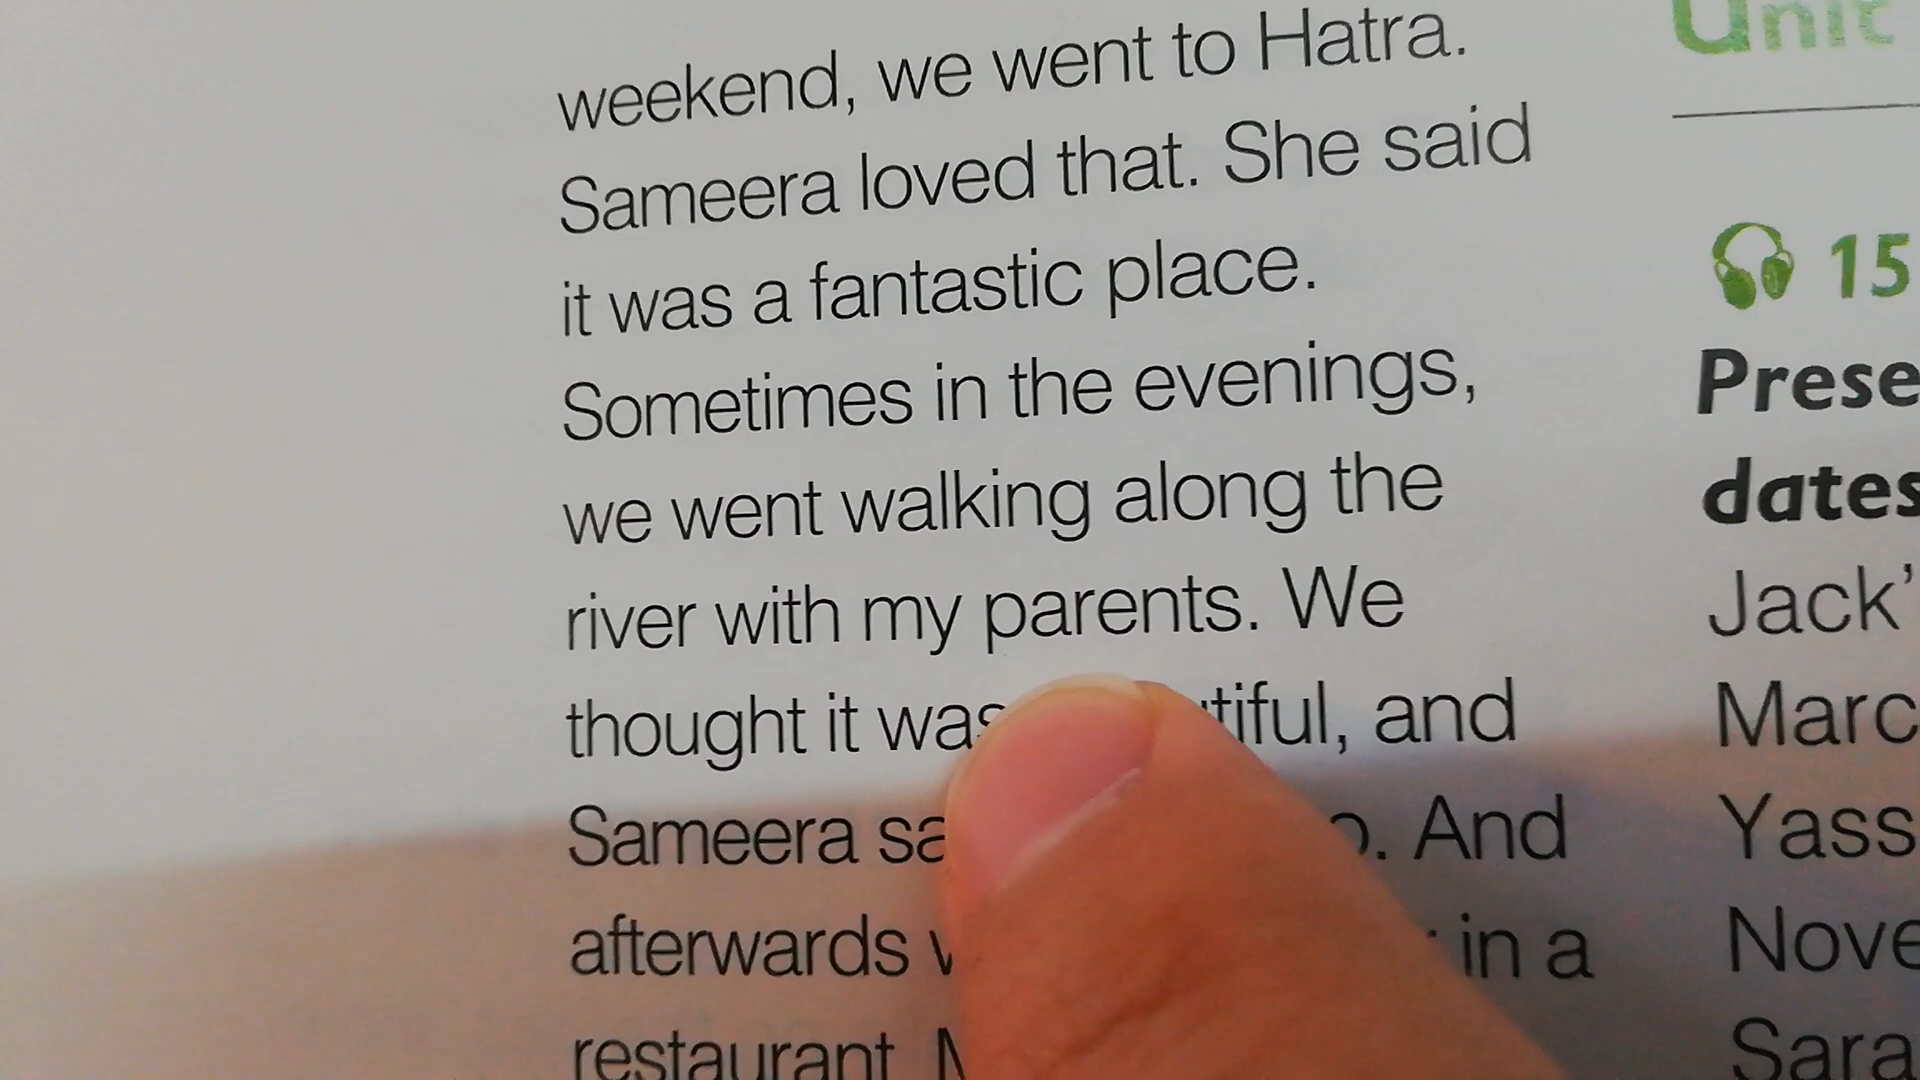 weekend, we went to Hatra.
Sameera loved that. She said
it was a fantastic place.
Sometimes in the evenings,
we went walking along the
river with my parents. We
thought it was and
Sameera And
afterwards in a
restaurant
Unit
15
Prese
dates
Jack'
Marc
Yass
Nove
Sara